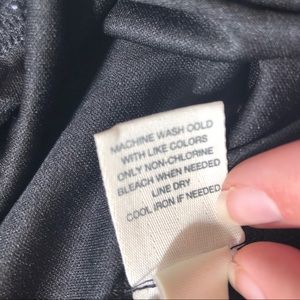 MACHINE WASH COLD
WITH LIKE COLORS
ONLY NON-CHLORINE
BLEACH WHEN NEEDED
LINE DRY
COOL IRON IF NEEDED